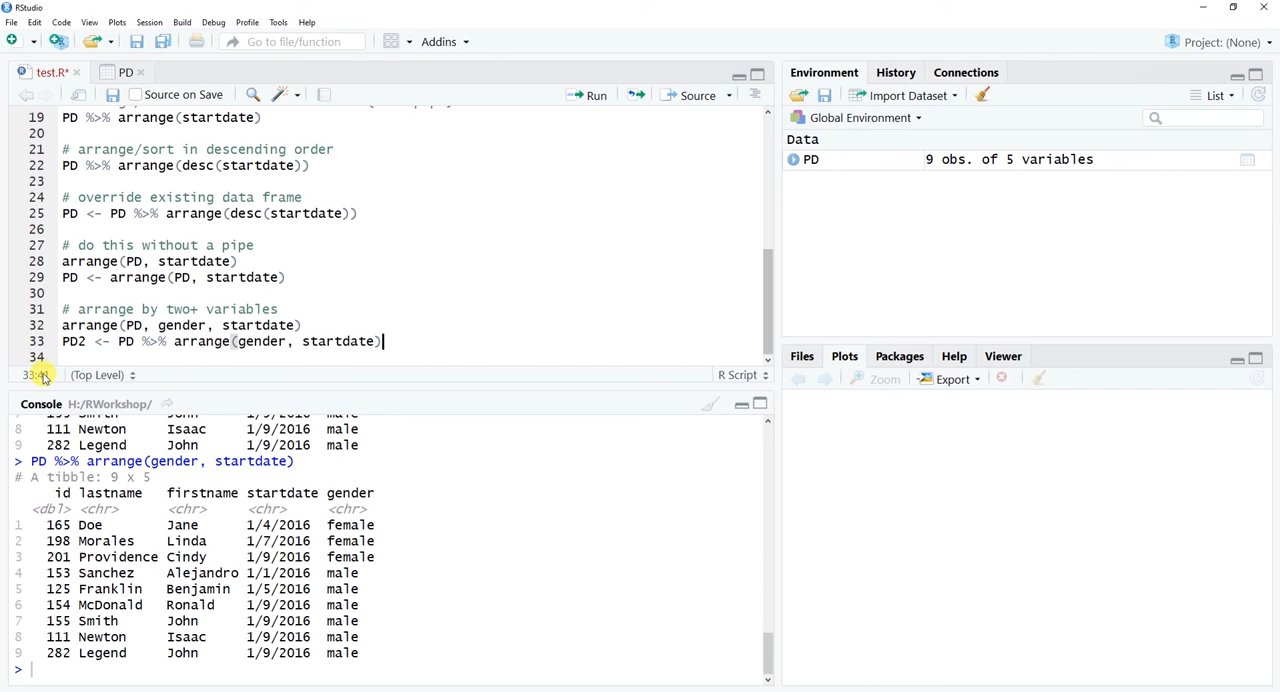 RStudio
File Edit Code View Plots Session Build Debug Profile Tools Help
Go to file/function Addins Project: (None)
test.R* PD
Source on Save Run Source
19 PD %>% arrange(startdate)
20
21 # arrange/sort in descending order
22 PD %>% arrange(desc(startdate))
23
24 # override existing data frame
25 PD <- PD %>% arrange(desc(startdate))
26
27 # do this without a pipe
28 arrange(PD, startdate)
29 PD <- arrange(PD, startdate)
30
31 # arrange by two+ variables
32 arrange(PD, gender, startdate)
33 PD2 <- PD %>% arrange(gender, startdate)
34
(Top Level) R Script
Console H:/RWorkshop/
8 111 Newton Isaac 1/9/2016 male
9 282 Legend John 1/9/2016 male
> PD %>% arrange(gender, startdate)
# A tibble: 9 x 5
id lastname firstname startdate gender
<dbl> <chr> <chr> <chr> <chr>
1 165 Doe Jane 1/4/2016 female
2 198 Morales Linda 1/7/2016 female
3 201 Providence Cindy 1/9/2016 female
4 153 Sanchez Alejandro 1/1/2016 male
5 125 Franklin Benjamin 1/5/2016 male
6 154 McDonald Ronald 1/9/2016 male
7 155 Smith John 1/9/2016 male
8 111 Newton Isaac 1/9/2016 male
9 282 Legend John 1/9/2016 male
>
Environment History Connections
Import Dataset List
Global Environment
Data
PD 9 obs. of 5 variables
Files Plots Packages Help Viewer
Zoom Export